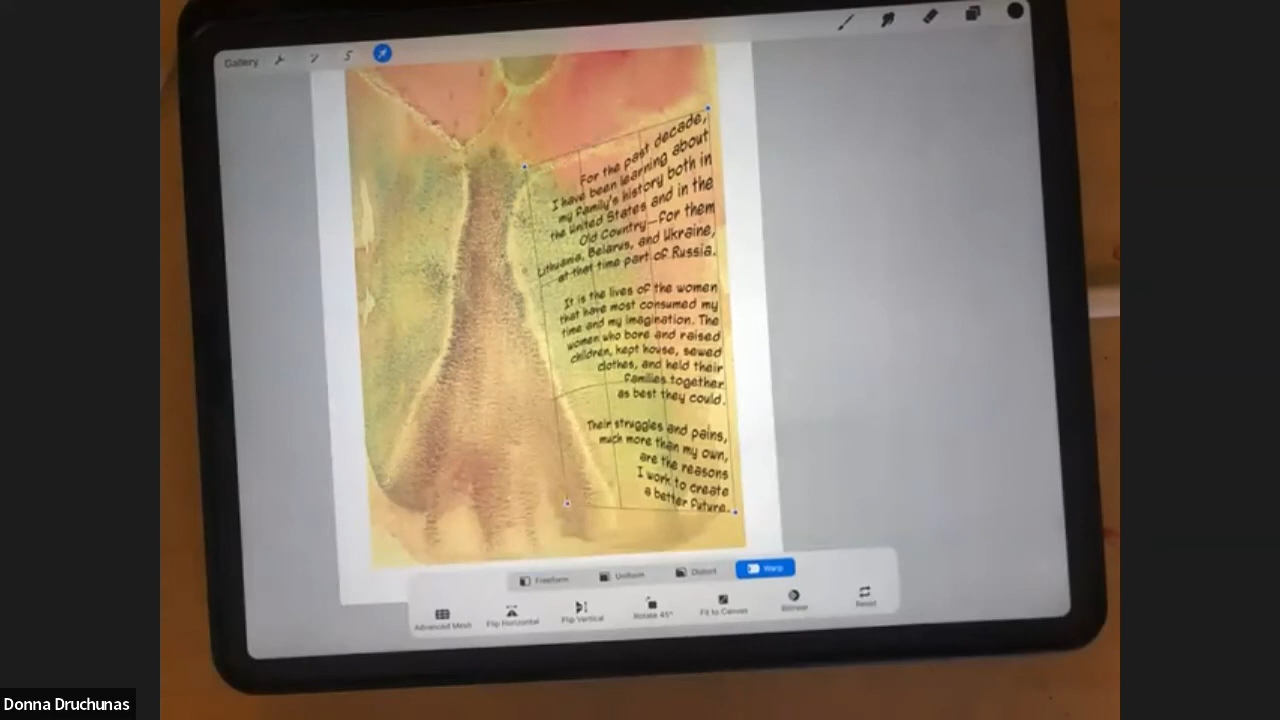 Gallery
S
For the past decade,
I have been learning about
my family's history both in
the United States and in the
Old Country—for them
Lithuania, Belarus, and Ukraine,
at that time part of Russia.
It is the lives of the women
that have most consumed my
time and my imagination. The
women who bore and raised
children, kept house, sewed
clothes, and held their
families together
as best they could.
Their struggles and pains,
much more than my own,
are the reasons
I work to create
a better future.
Freeform
Uniform
Distort
Warp
Advanced Mesh
Flip Horizontal
Flip Vertical
Rotate 45°
Fit to Canvas
Bilinear
Reset
Donna Druchunas